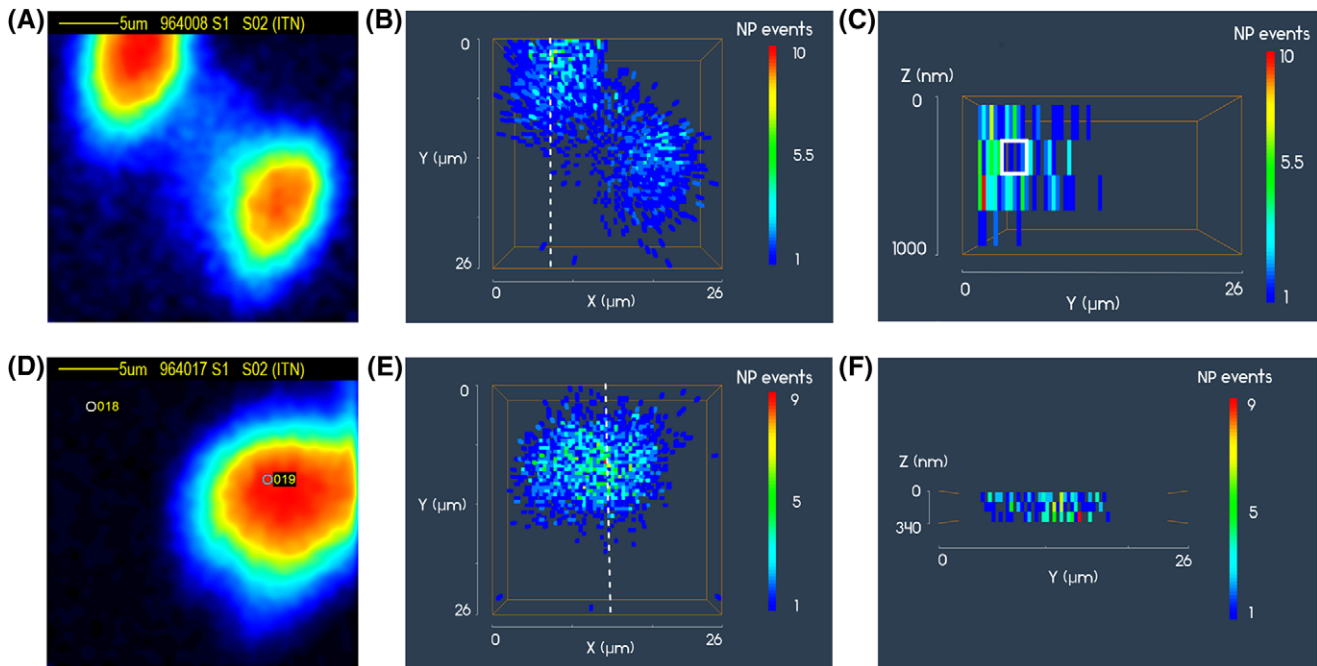 (A)
5um 964008 S1 S02 (ITN)
(B)
NP events
10
5.5
1
0
Y (μm)
26
0
26
X (μm)
(C)
NP events
10
5.5
1
Z (nm)
0
1000
0
26
Y (μm)
(D)
5um 964017 S1 S02 (ITN)
018
019
(E)
NP events
9
5
1
0
Y (μm)
26
0
26
X (μm)
(F)
NP events
9
5
1
Z (nm)
0
340
0
26
Y (μm)